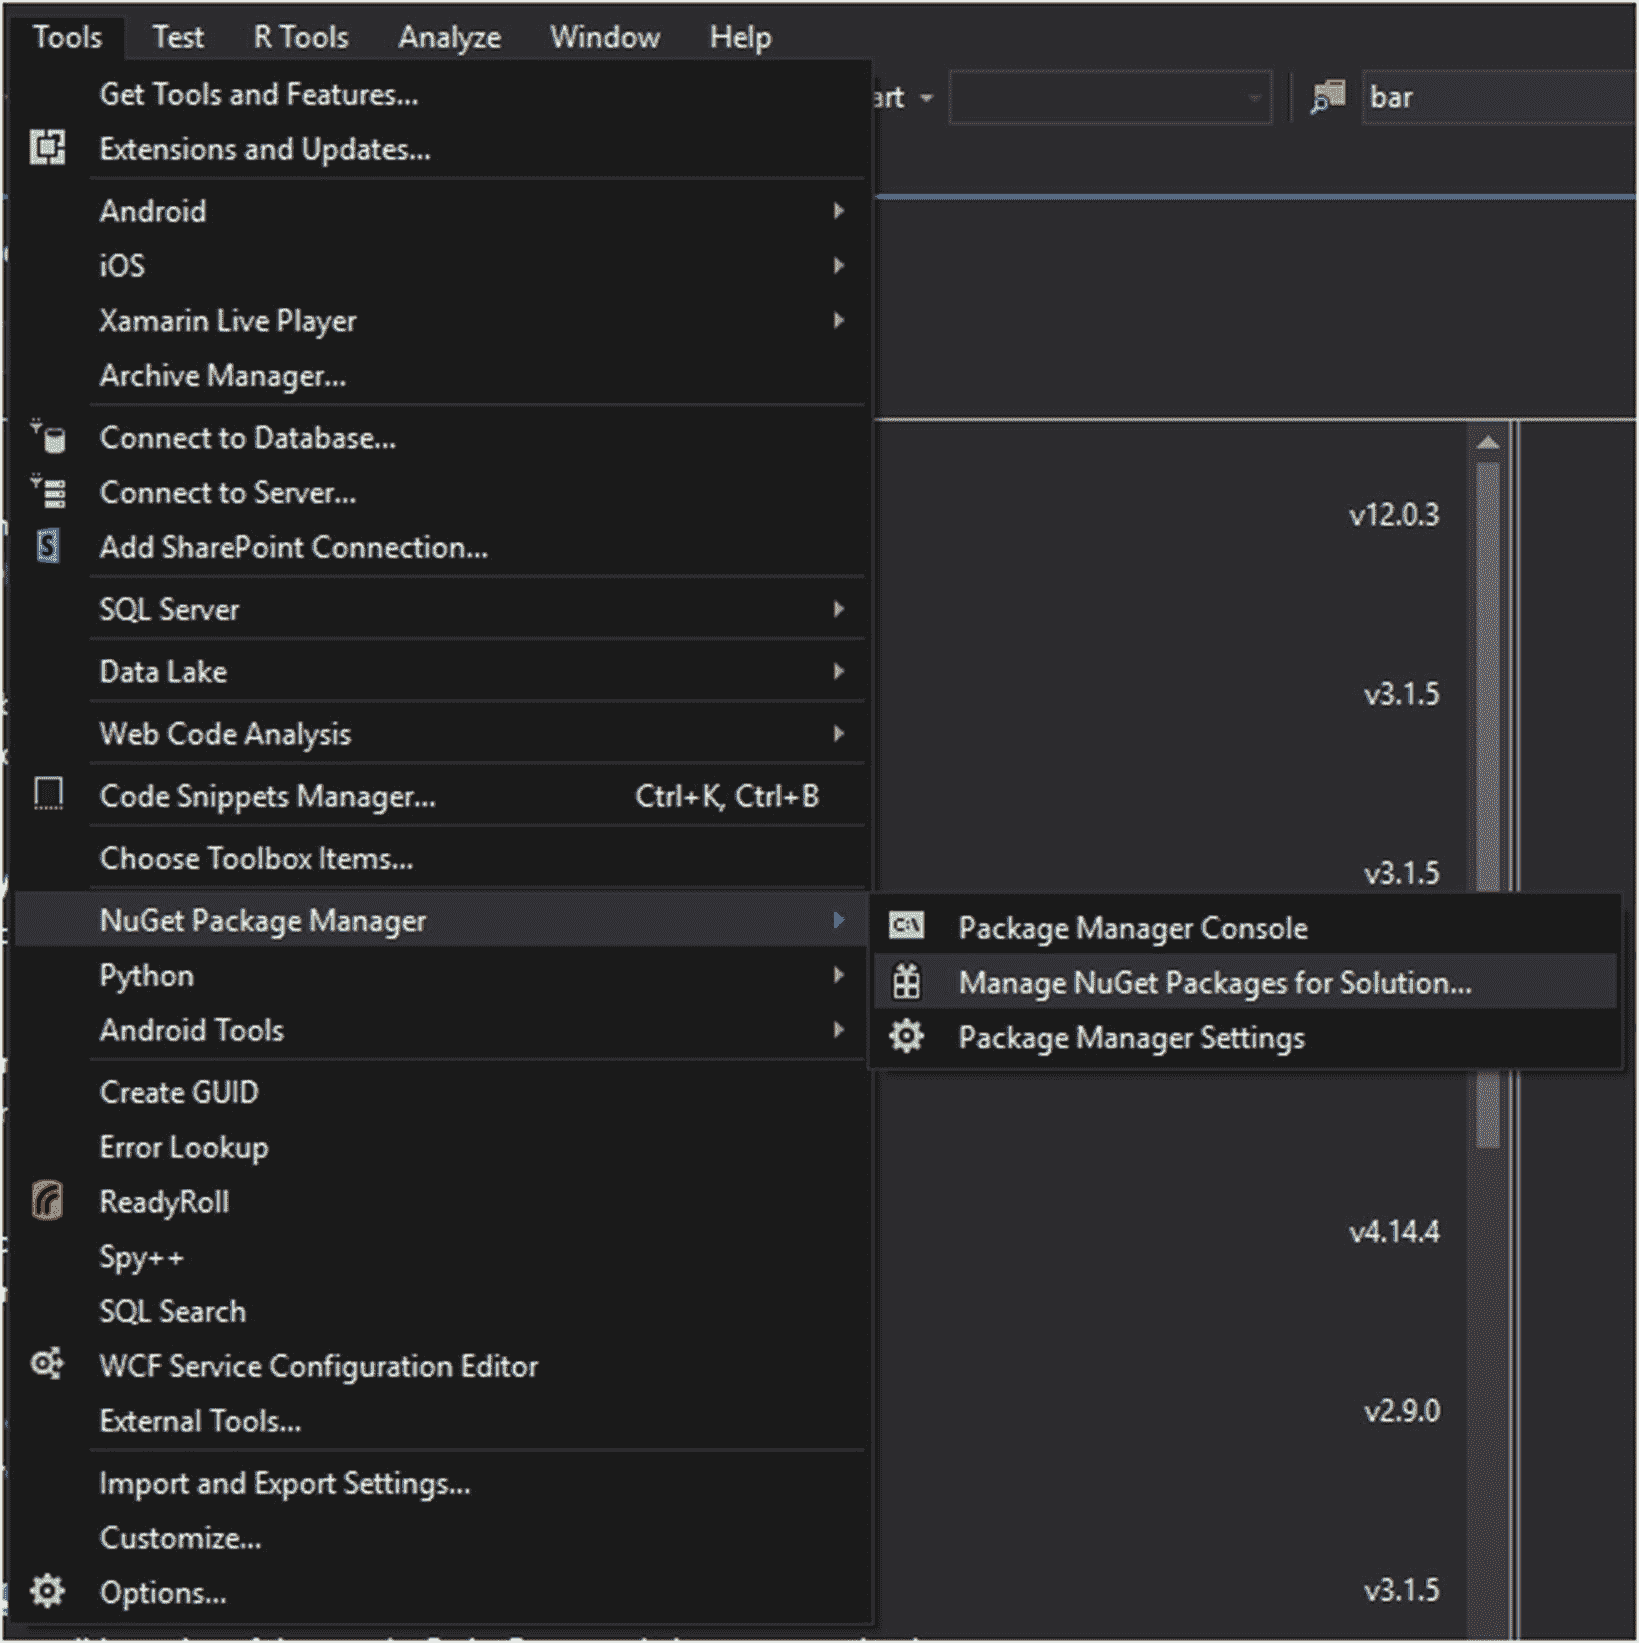 Tools Test R Tools Analyze Window Help
Get Tools and Features...
art bar
Extensions and Updates...
Android
iOS
Xamarin Live Player
Archive Manager...
Connect to Database...
Connect to Server...
v12.0.3
Add SharePoint Connection...
SQL Server
Data Lake
v3.1.5
Web Code Analysis
Code Snippets Manager... Ctrl+K, Ctrl+B
Choose Toolbox Items...
v3.1.5
NuGet Package Manager
Package Manager Console
Python
Manage NuGet Packages for Solution...
Android Tools
Package Manager Settings
Create GUID
Error Lookup
ReadyRoll
v4.14.4
Spy++
SQL Search
WCF Service Configuration Editor
v2.9.0
External Tools...
Import and Export Settings...
Customize...
Options...
v3.1.5